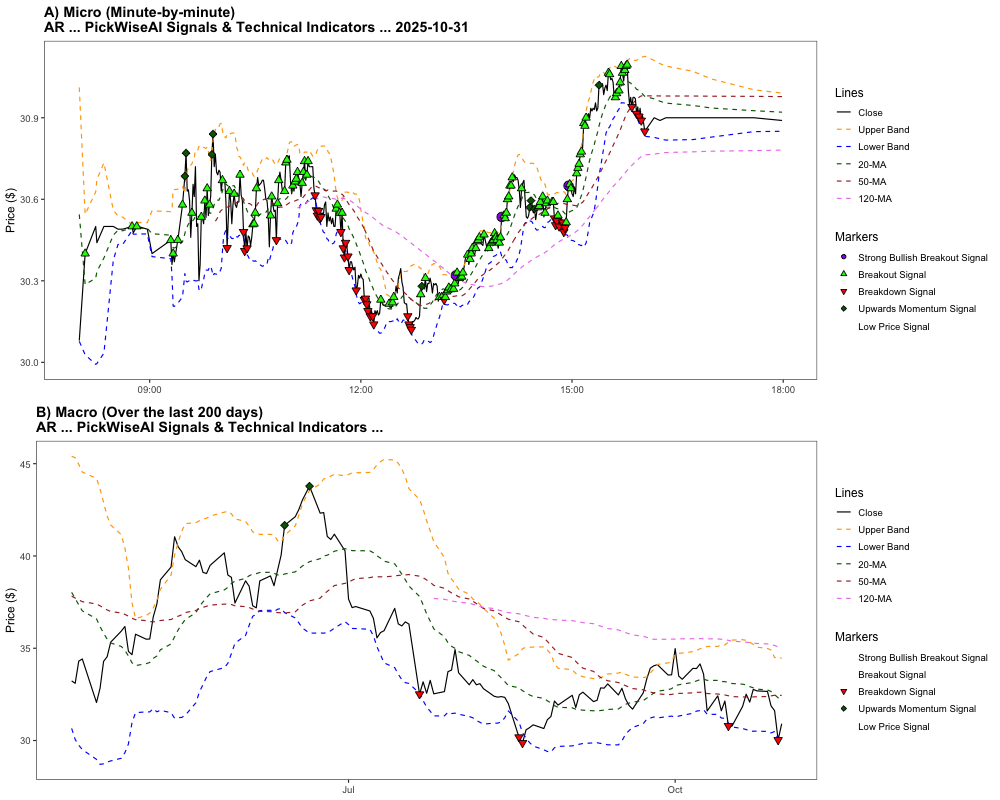 A) Micro (Minute-by-minute)
AR ... PickWiseAI Signals & Technical Indicators ... 2025-10-31
Price ($)
30.9
30.6
30.3
30.0
09:00
12:00
15:00
18:00
Lines
Close
Upper Band
Lower Band
20-MA
50-MA
120-MA
Markers
Strong Bullish Breakout Signal
Breakout Signal
Breakdown Signal
Upwards Momentum Signal
Low Price Signal
B) Macro (Over the last 200 days)
AR ... PickWiseAI Signals & Technical Indicators ...
Price ($)
45
40
35
30
Jul
Oct
Lines
Close
Upper Band
Lower Band
20-MA
50-MA
120-MA
Markers
Strong Bullish Breakout Signal
Breakout Signal
Breakdown Signal
Upwards Momentum Signal
Low Price Signal